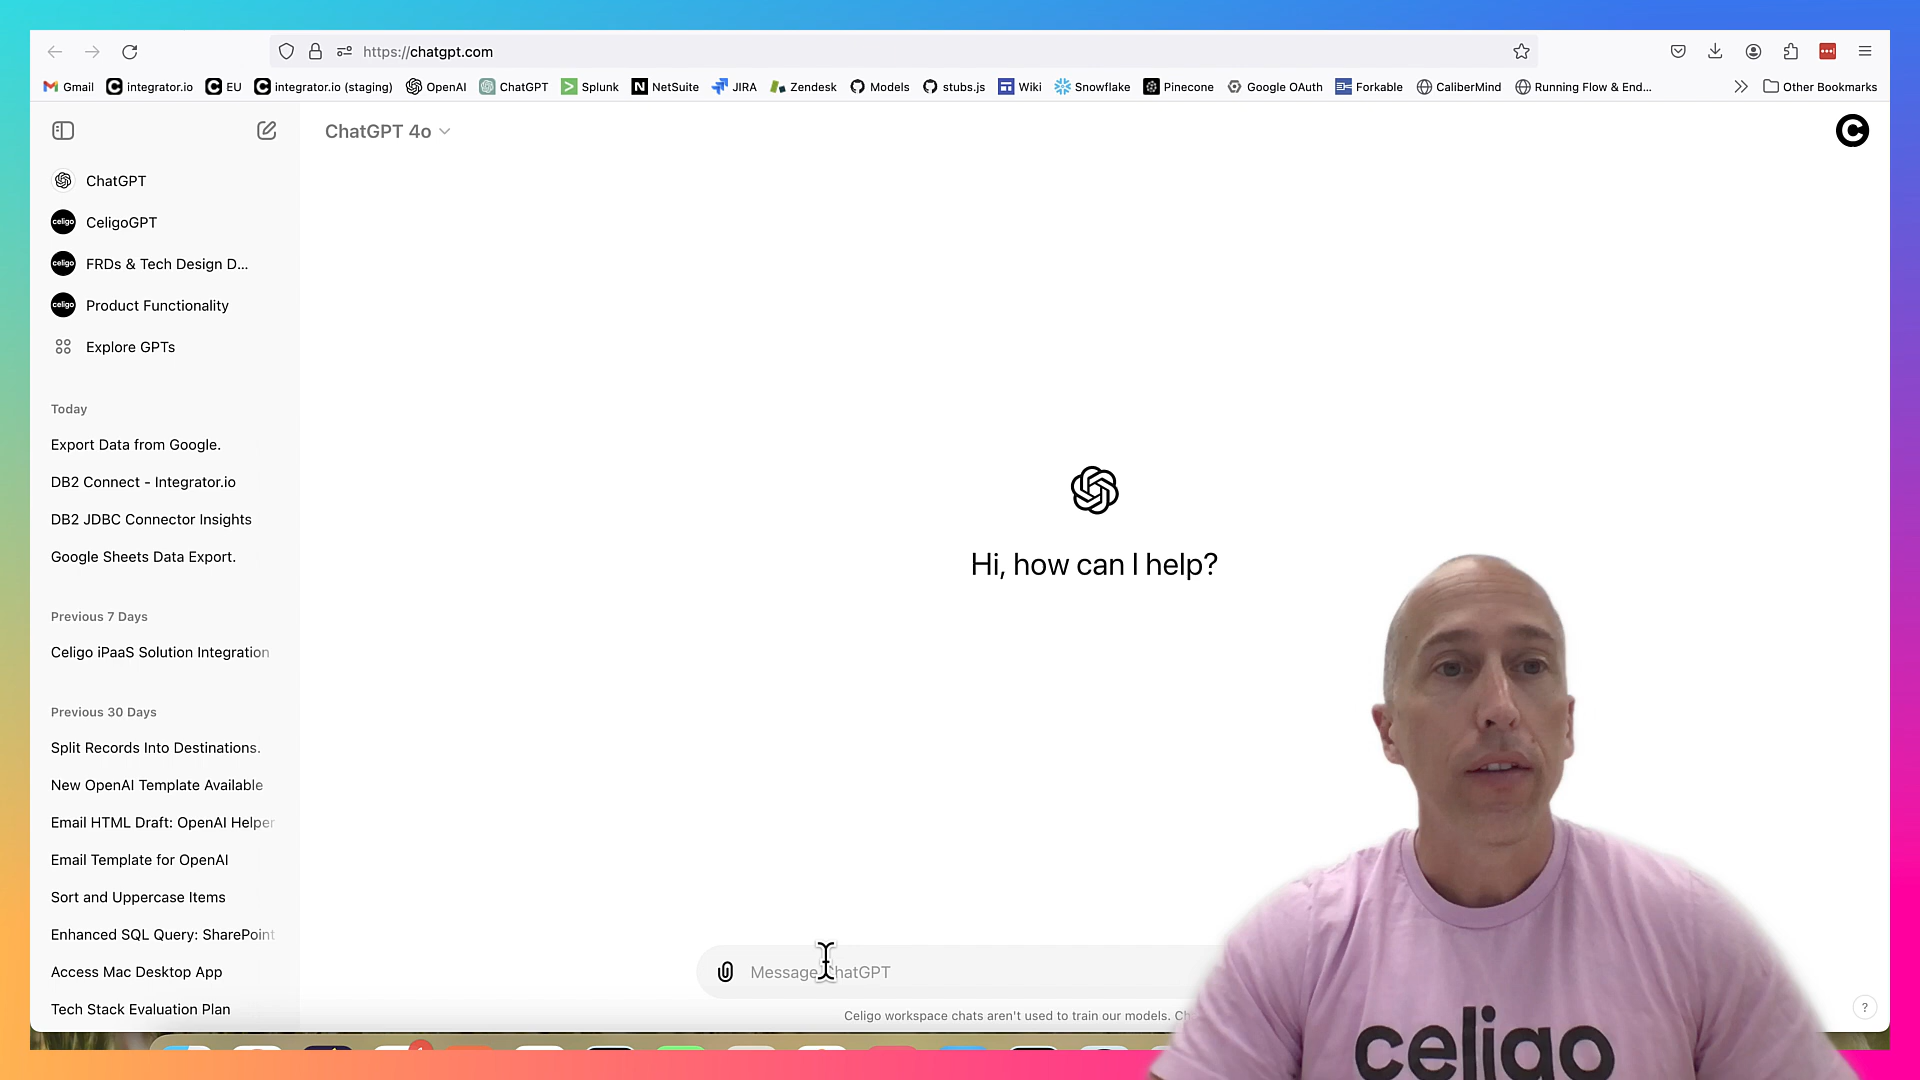 https://chatgpt.com
Gmail
integrator.io
EU
integrator.io (staging)
OpenAI
ChatGPT
Splunk
NetSuite
JIRA
Zendesk
Models
stubs.js
Wiki
Snowflake
Pinecone
Google OAuth
Forkable
CaliberMind
Running Flow & End...
Other Bookmarks
ChatGPT 4o
ChatGPT
celigo CeligoGPT
celigo FRDs & Tech Design D...
celigo Product Functionality
Explore GPTs
Today
Export Data from Google.
DB2 Connect - Integrator.io
DB2 JDBC Connector Insights
Google Sheets Data Export.
Previous 7 Days
Celigo iPaaS Solution Integration
Previous 30 Days
Split Records Into Destinations.
New OpenAI Template Available
Email HTML Draft: OpenAI Helper
Email Template for OpenAI
Sort and Uppercase Items
Enhanced SQL Query: SharePoint
Access Mac Desktop App
Tech Stack Evaluation Plan
Hi, how can I help?
Message ChatGPT
Celigo workspace chats aren't used to train our models.
?
celigo